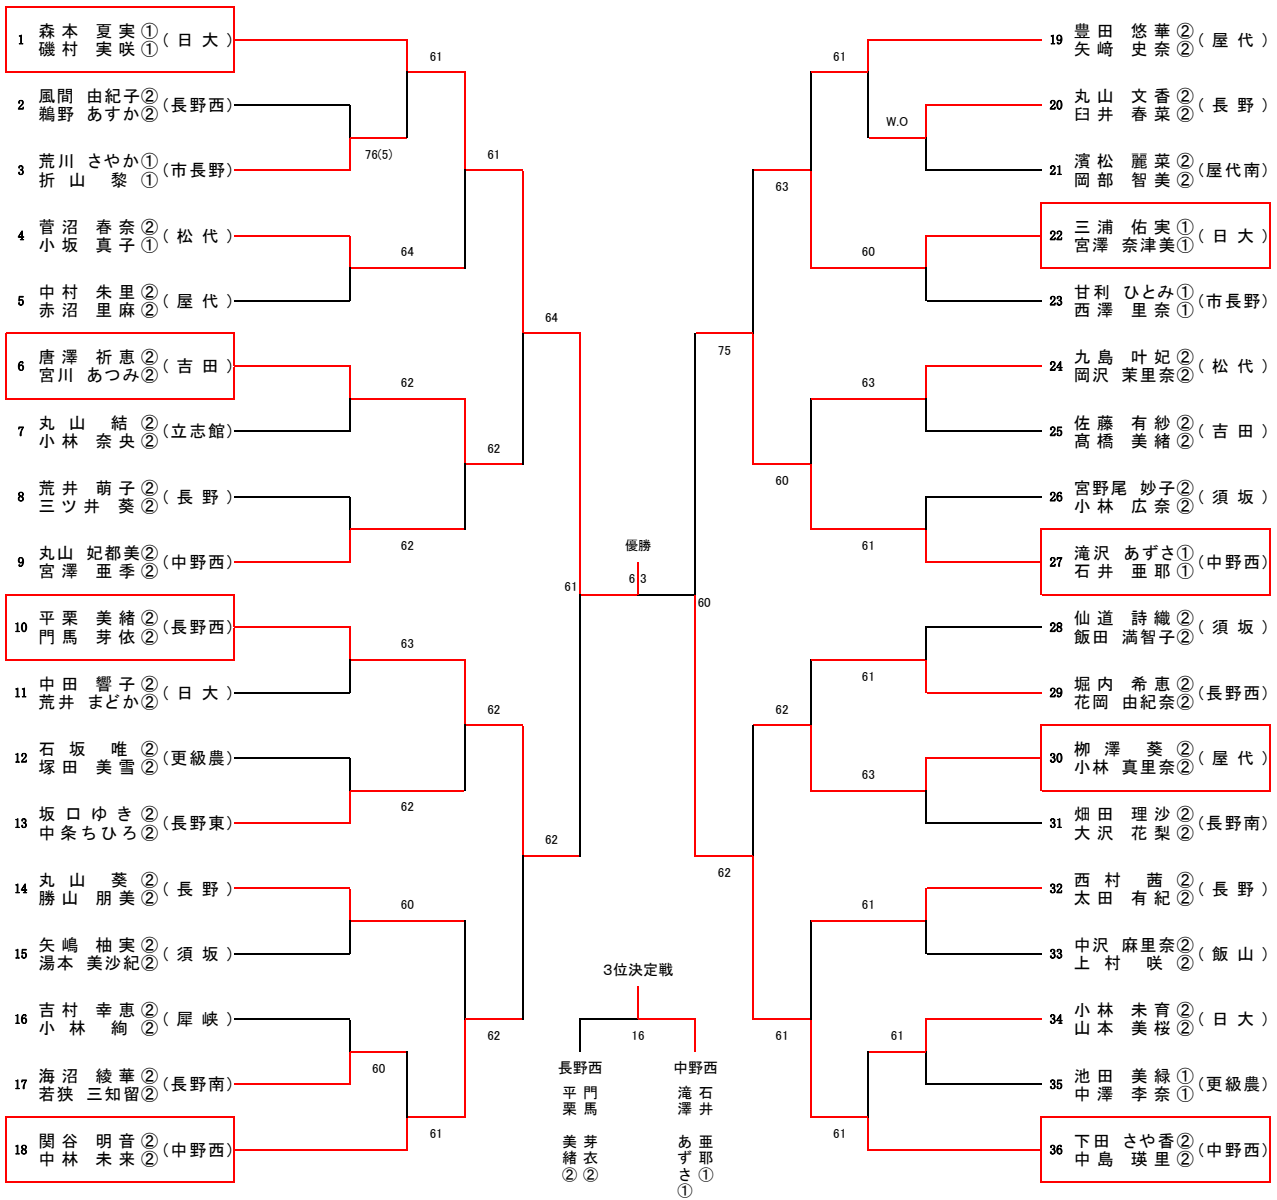 1 森本 夏実① (日大)
磯村 実咲①
2 風間 由紀子② (長野西)
鵜野 あすか②
3 荒川 さやか① (市長野)
折山 黎①
4 菅沼 春奈② (松代)
小坂 真子①
5 中村 朱里② (屋代)
赤沼 里麻②
6 唐澤 祈恵② (吉田)
宮川 あつみ②
7 丸山 結② (立志館)
小林 奈央②
8 荒井 萌子② (長野)
三ツ井 葵②
9 丸山 妃都美② (中野西)
宮澤 亜季②
10 平栗 美緒② (長野西)
門馬 芽依②
11 中田 響子② (日大)
荒井 まどか②
12 石坂 唯② (更級農)
塚田 美雪②
13 坂口ゆき② (長野東)
中条ちひろ②
14 丸山 葵② (長野)
勝山 朋美②
15 矢嶋 柚実② (須坂)
湯本 美沙紀②
16 吉村 幸恵② (犀峡)
小林 絢②
17 海沼 綾華② (長野南)
若狭 三知留②
18 関谷 明音② (中野西)
中林 未来②
61
76(5)
61
64
64
62
62
62
61
63
62
62
62
60
62
60
61
優勝
6 3
3位決定戦
16
長野西 中野西
平栗 美緒②
門馬 芽衣②
滝澤 あずさ①
石井 亜耶①
61
W.O
63
60
75
63
60
61
60
61
62
63
62
61
61
61
61
19 豊田 悠華② (屋代)
矢﨑 史奈②
20 丸山 文香② (長野)
臼井 春菜②
21 濱松 麗菜② (屋代南)
岡部 智美②
22 三浦 佑実① (日大)
宮澤 奈津美①
23 甘利 ひとみ① (市長野)
西澤 里奈①
24 九島 叶妃② (松代)
岡沢 茉里奈②
25 佐藤 有紗② (吉田)
髙橋 美緒②
26 宮野尾 妙子② (須坂)
小林 広奈②
27 滝沢 あずさ① (中野西)
石井 亜耶①
28 仙道 詩織② (須坂)
飯田 満智子②
29 堀内 希恵② (長野西)
花岡 由紀奈②
30 栁澤 葵② (屋代)
小林 真里奈②
31 畑田 理沙② (長野南)
大沢 花梨②
32 西村 茜② (長野)
太田 有紀②
33 中沢 麻里奈② (飯山)
上村 咲②
34 小林 未育② (日大)
山本 美桜②
35 池田 美緑① (更級農)
中澤 李奈①
36 下田 さや香② (中野西)
中島 瑛里②